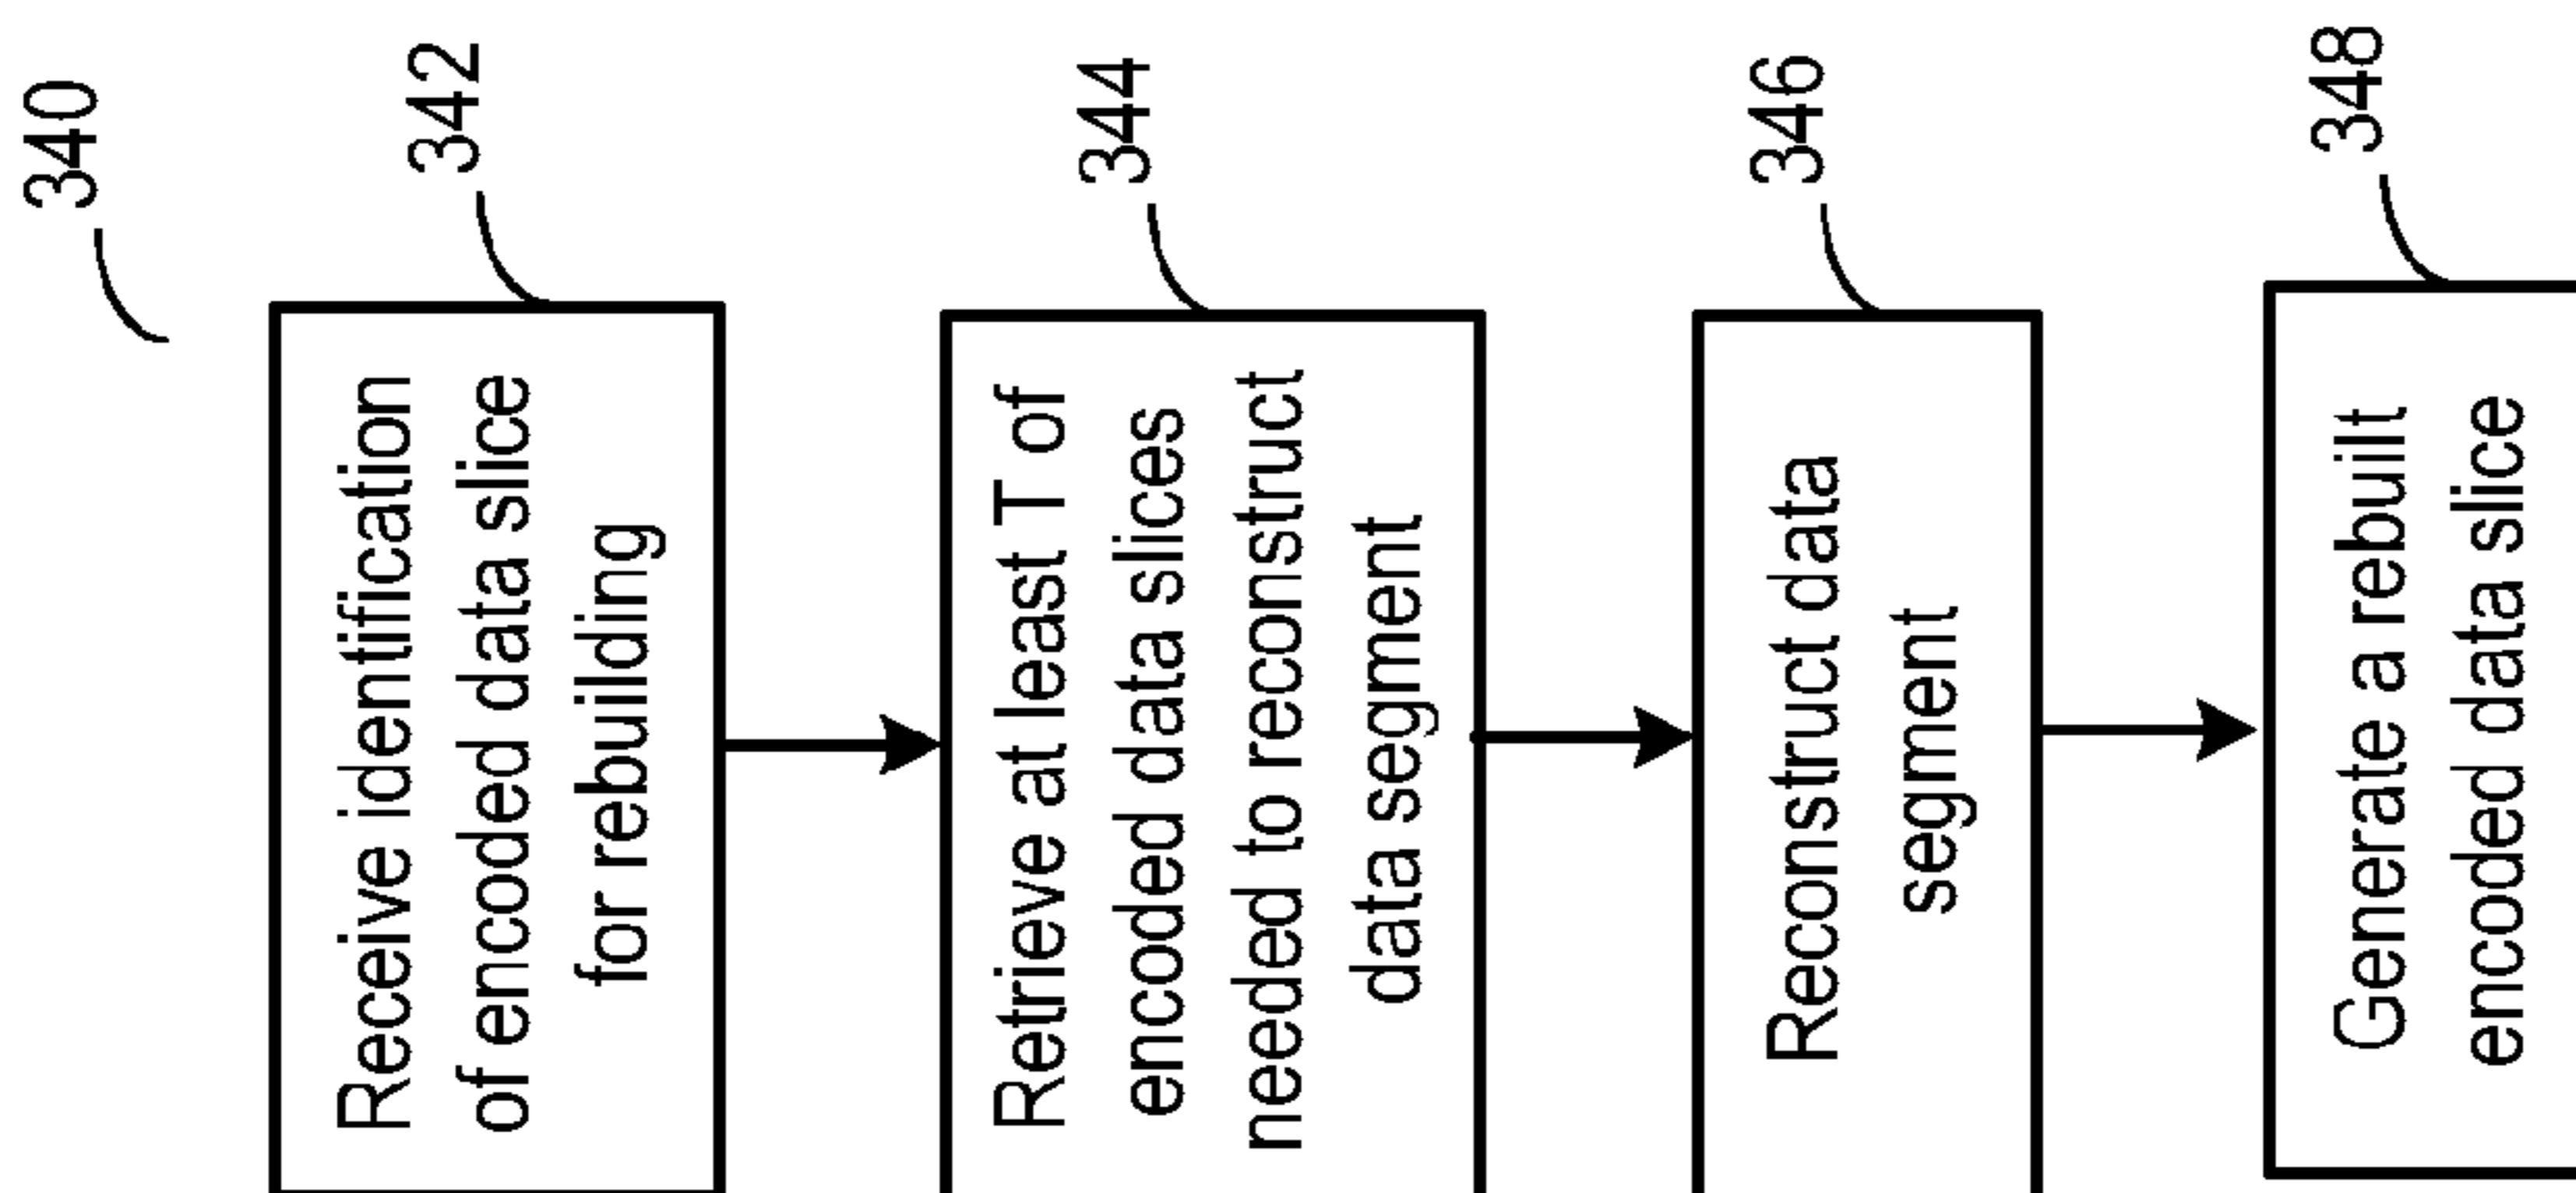 340
342
Receive identification
of encoded data slice
for rebuilding
344
Retrieve at least T of
encoded data slices
needed to reconstruct
data segment
346
Reconstruct data
segment
348
Generate a rebuilt
encoded data slice